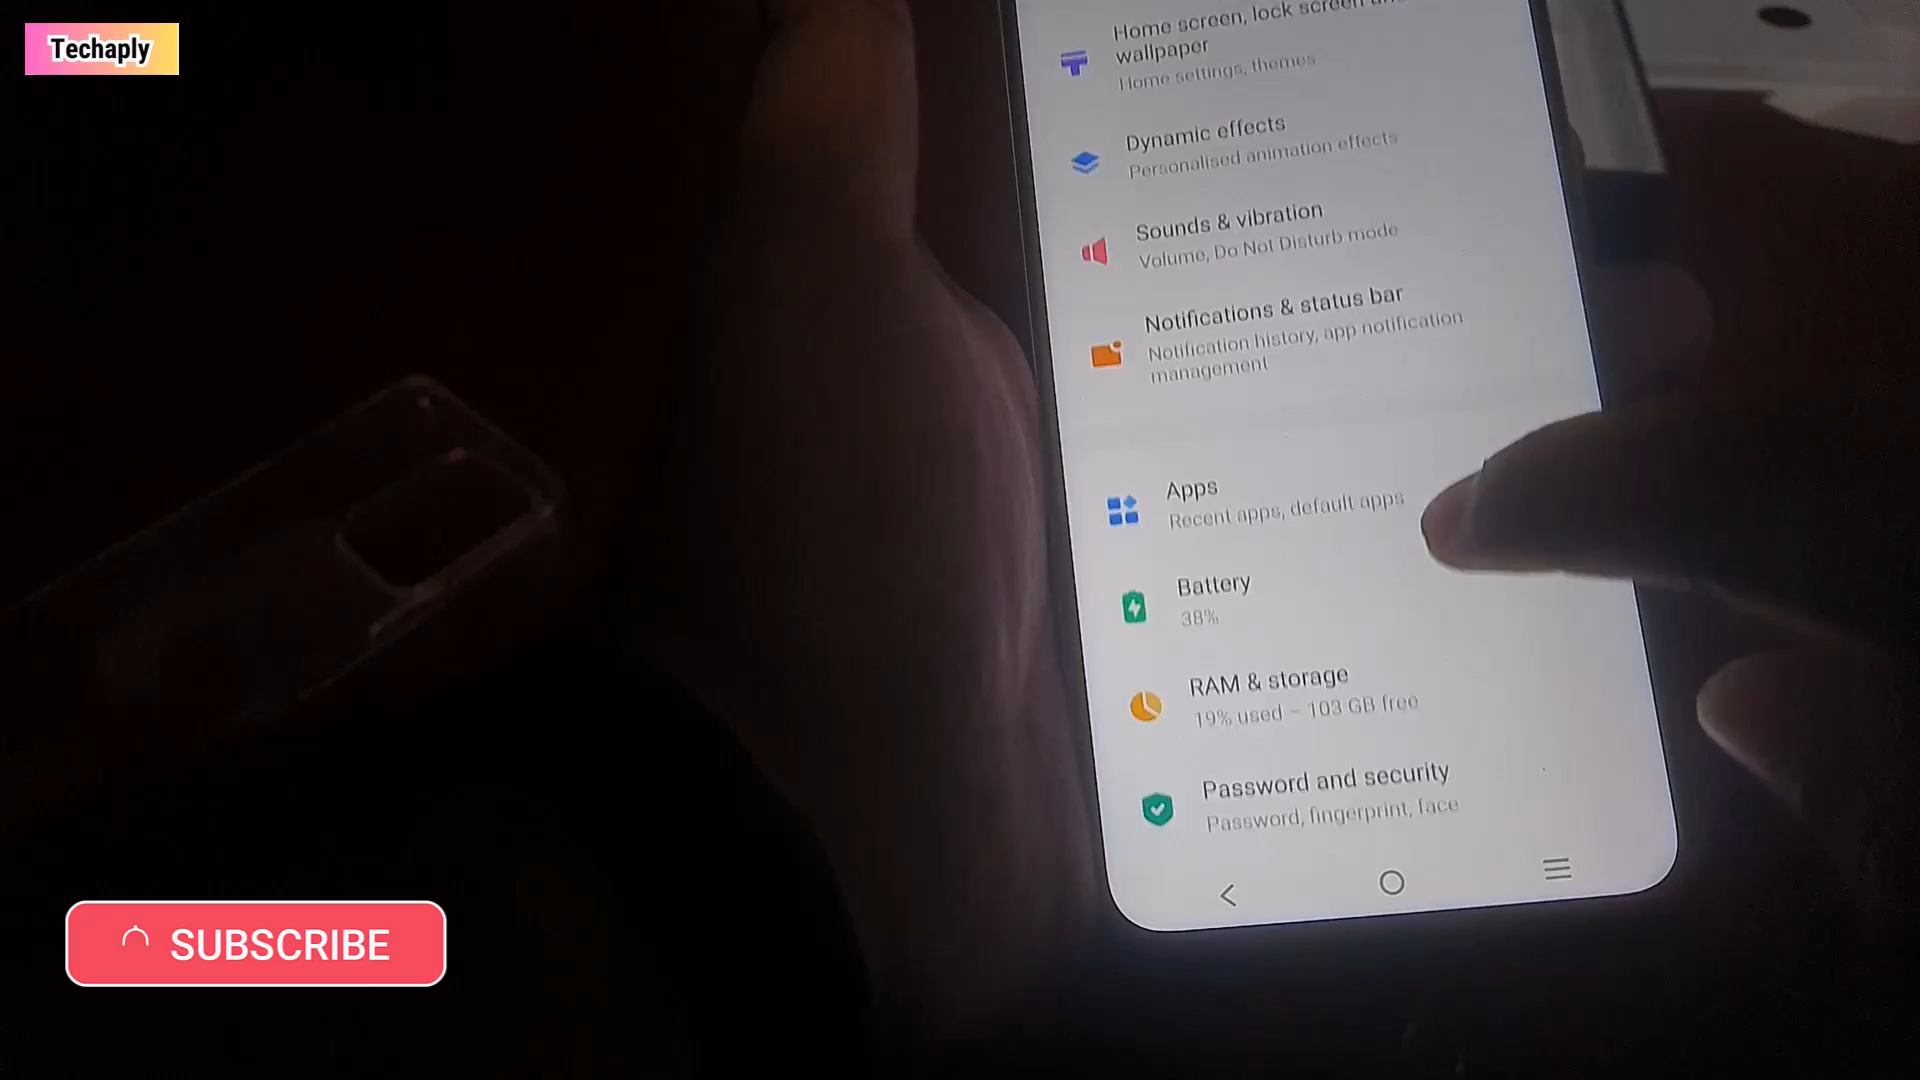 Techaply
Home screen, lock screen and
wallpaper
Home settings, themes
Dynamic effects
Personalised animation effects
Sounds & vibration
Volume, Do Not Disturb mode
Notifications & status bar
Notification history, app notification
management
Apps
Recent apps, default apps
Battery
38%
RAM & storage
19% used – 103 GB free
Password and security
Password, fingerprint, face
SUBSCRIBE